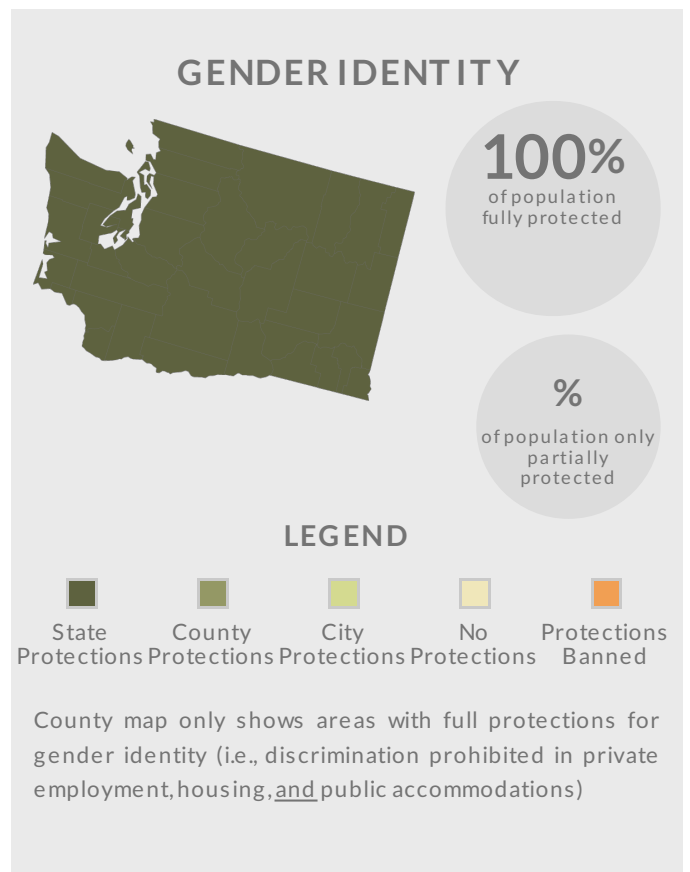 GENDER IDENTITY
100%
of population
fully protected
%
of population only
partially
protected
LEGEND
State
Protections
County
Protections
City
Protections
No
Protections
Protections
Banned
County map only shows areas with full protections for
gender identity (i.e., discrimination prohibited in private
employment, housing, and public accommodations)